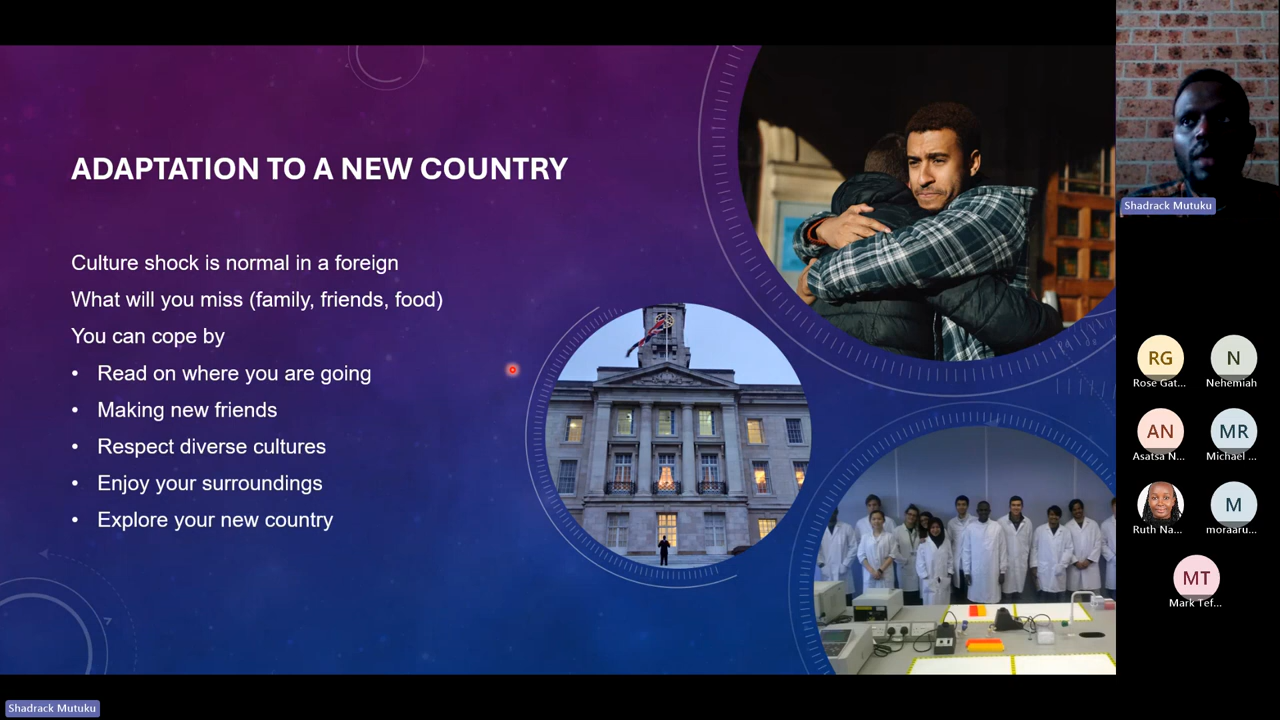 ADAPTATION TO A NEW COUNTRY
Culture shock is normal in a foreign
What will you miss (family, friends, food)
You can cope by
• Read on where you are going
• Making new friends
• Respect diverse cultures
• Enjoy your surroundings
• Explore your new country
Shadrack Mutuku
RG
Rose Gat...
N
Nehemiah
AN
Asatsa N...
MR
Michael ...
Ruth Na...
M
moraaru...
MT
Mark Tef...
Shadrack Mutuku